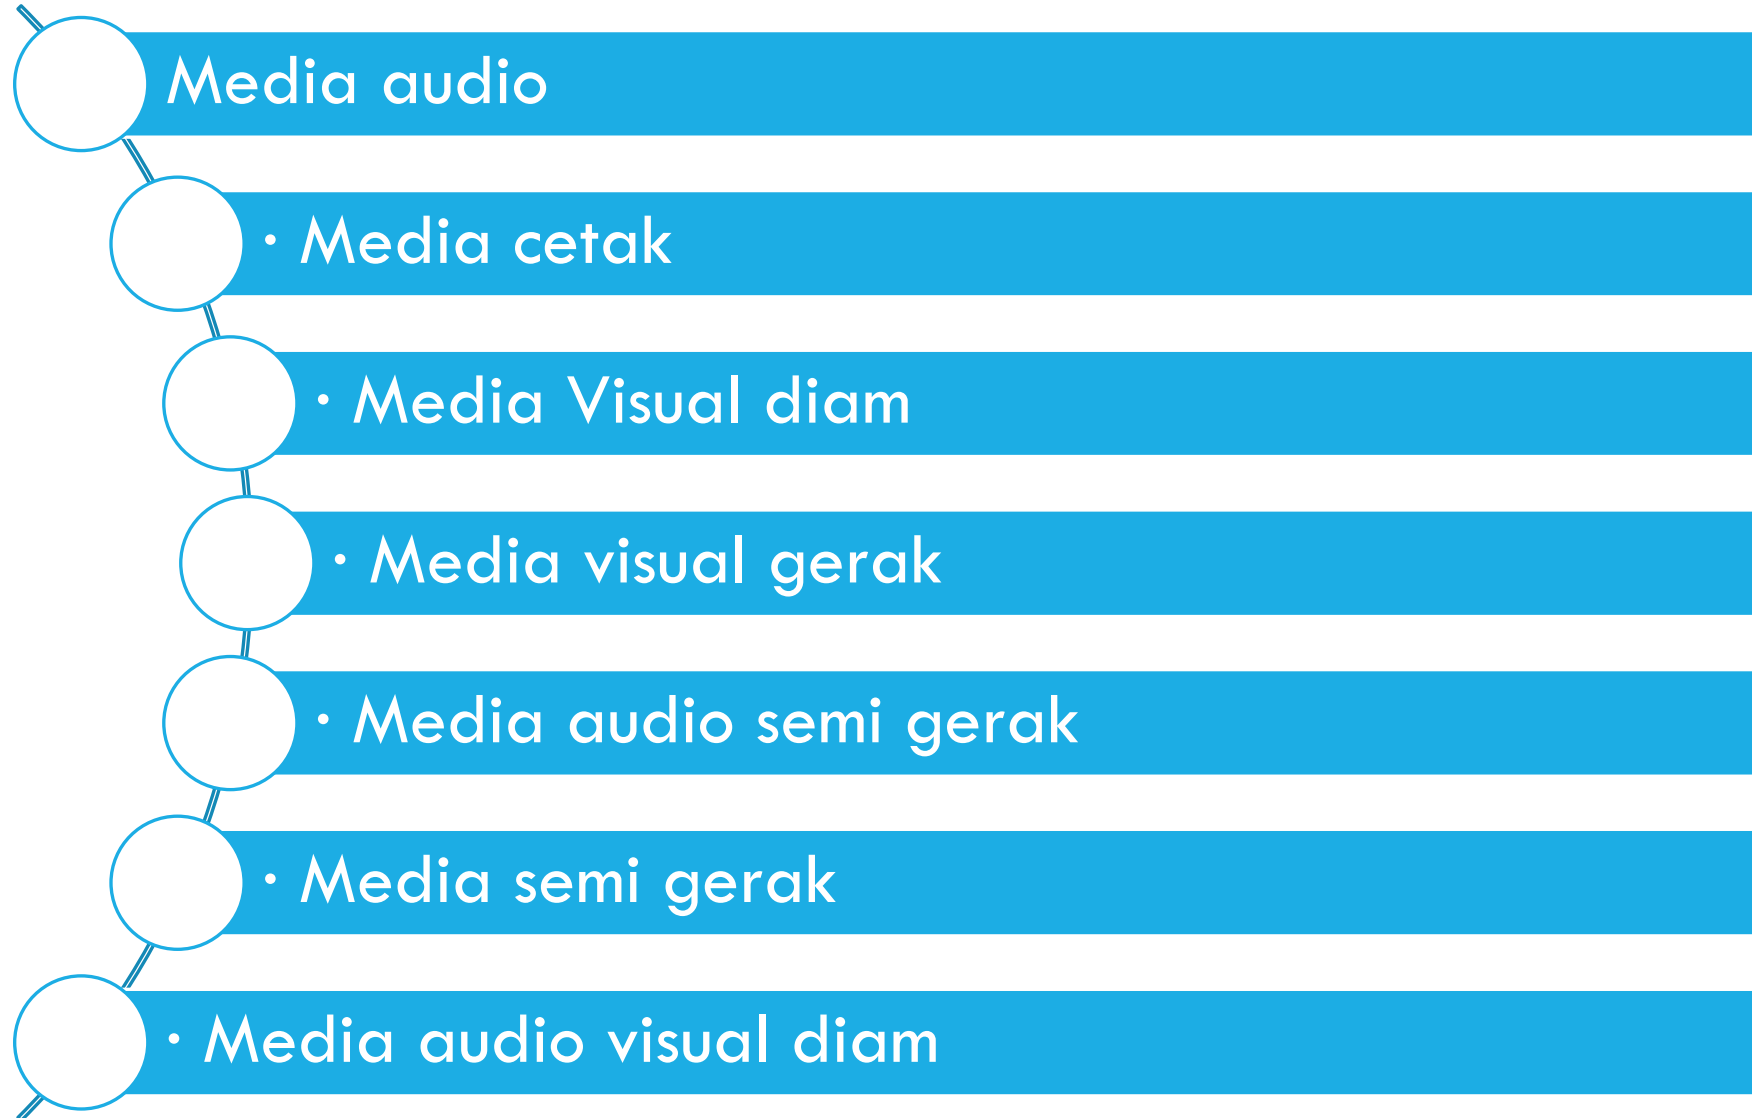 Media audio
· Media cetak
· Media Visual diam
· Media visual gerak
· Media audio semi gerak
· Media semi gerak
· Media audio visual diam